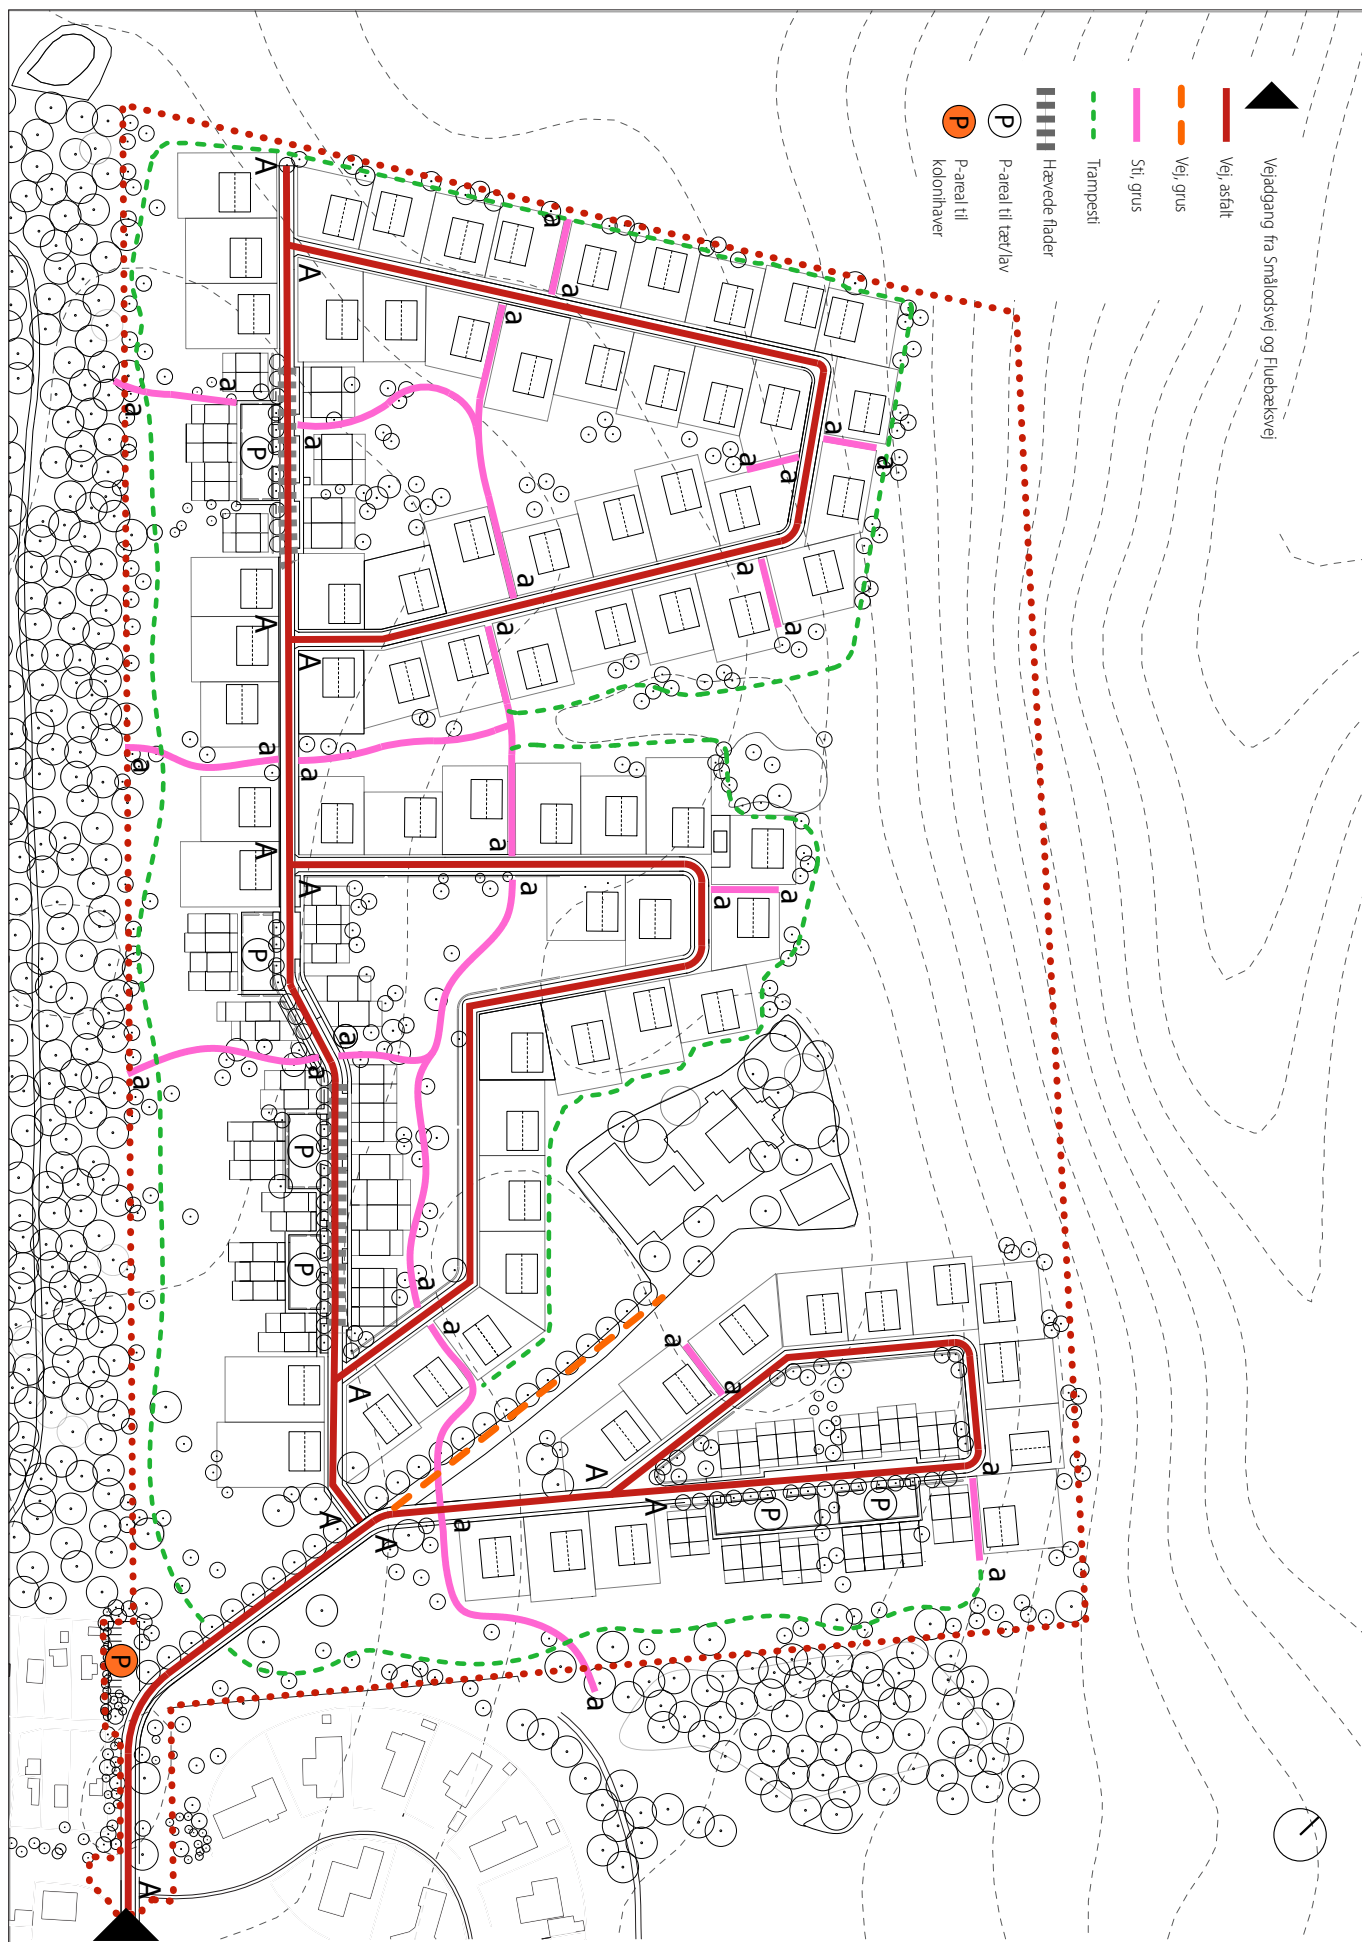 Vejadgang fra Smålodsvej og Fluebæksvej
Vej, asfalt
Vej, grus
Sti, grus
Trampesti
Hævede flader
P P-areal til tæt/lav
P P-areal til
kolonihaver
a
a
a
P
a
a
a
a
P
a
a
a
a
a
A
A
a
a
a
a
a
a
a
a
a
a
a
A
A
a
A
a
a
A
A
a
A
P
P
A
A
a
A
P
P
a
A
a
a
a
P